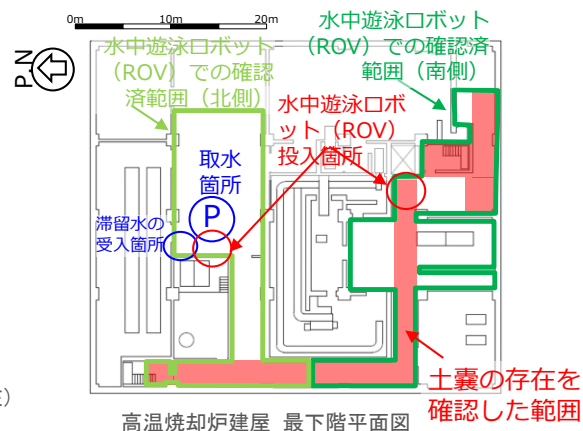 0m 10m 20m
P.N
水中遊泳ロボット
（ROV）での確認
済範囲（北側）
水中遊泳ロボット
（ROV）での確認済
範囲（南側）
水中遊泳ロボ
ット（ROV）
投入箇所
取水
箇所
P
滞留水の
受入箇所
土嚢の存在を
確認した範囲
）
高温焼却炉建屋 最下階平面図